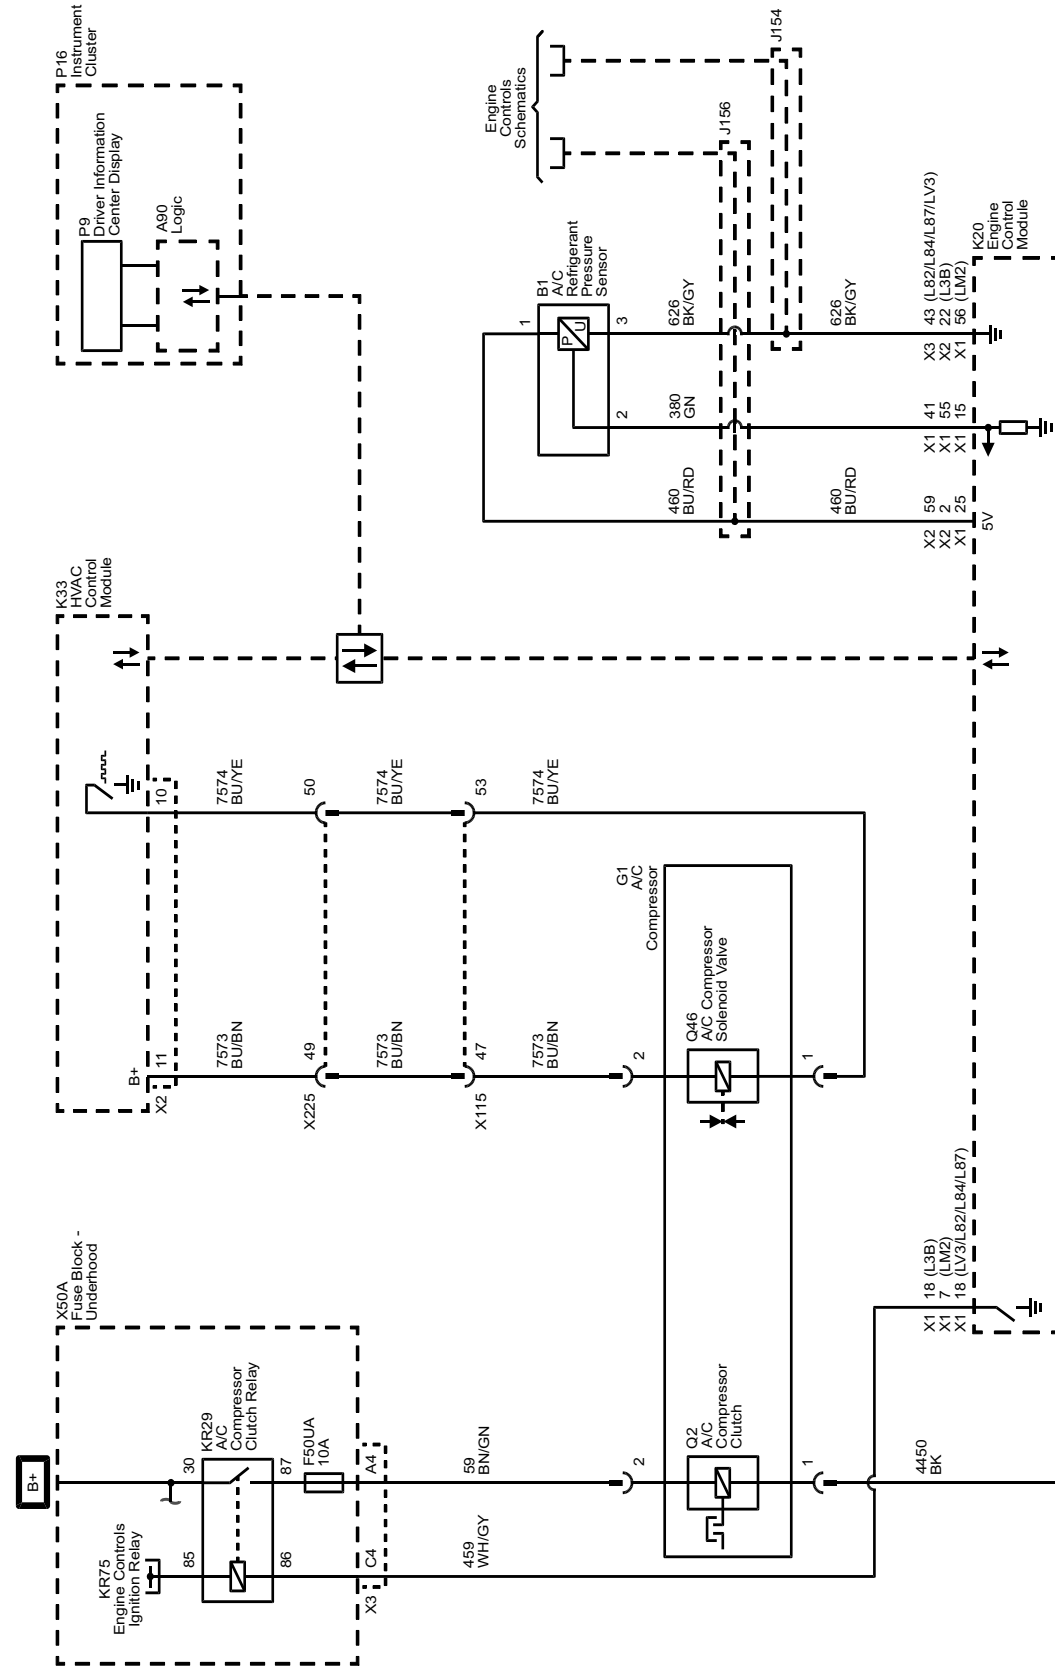 P16
Instrument
Cluster
P9
Driver Information
Center Display
A90
Logic
Engine
Controls
Schematics
J154
J156
B1
A/C
Refrigerant
Pressure
Sensor
1
P
U
3
2
626
BK/GY
380
GN
460
BU/RD
626
BK/GY
460
BU/RD
X3 43 (L82/L84/L87/LV3)
X2 22 (L3B)
X1 56 (LM2)
X1 41
X1 55
X1 15
X2 59
X2 2
X1 25
5V
K20
Engine
Control
Module
K33
HVAC
Control
Module
B+
X2
11
10
7573
BU/BN
7574
BU/YE
X225
49
50
7573
BU/BN
7574
BU/YE
X115
47
53
7573
BU/BN
7574
BU/YE
G1
A/C
Compressor
2
Q46
A/C Compressor
Solenoid Valve
1
X50A
Fuse Block -
Underhood
B+
KR75
Engine Controls
Ignition Relay
85
30
KR29
A/C
Compressor
Clutch Relay
86
87
F50UA
10A
X3
C4
A4
459
WH/GY
59
BN/GN
2
Q2
A/C
Compressor
Clutch
1
4450
BK
X1 18 (L3B)
X1 7 (LM2)
X1 18 (LV3/L82/L84/L87)